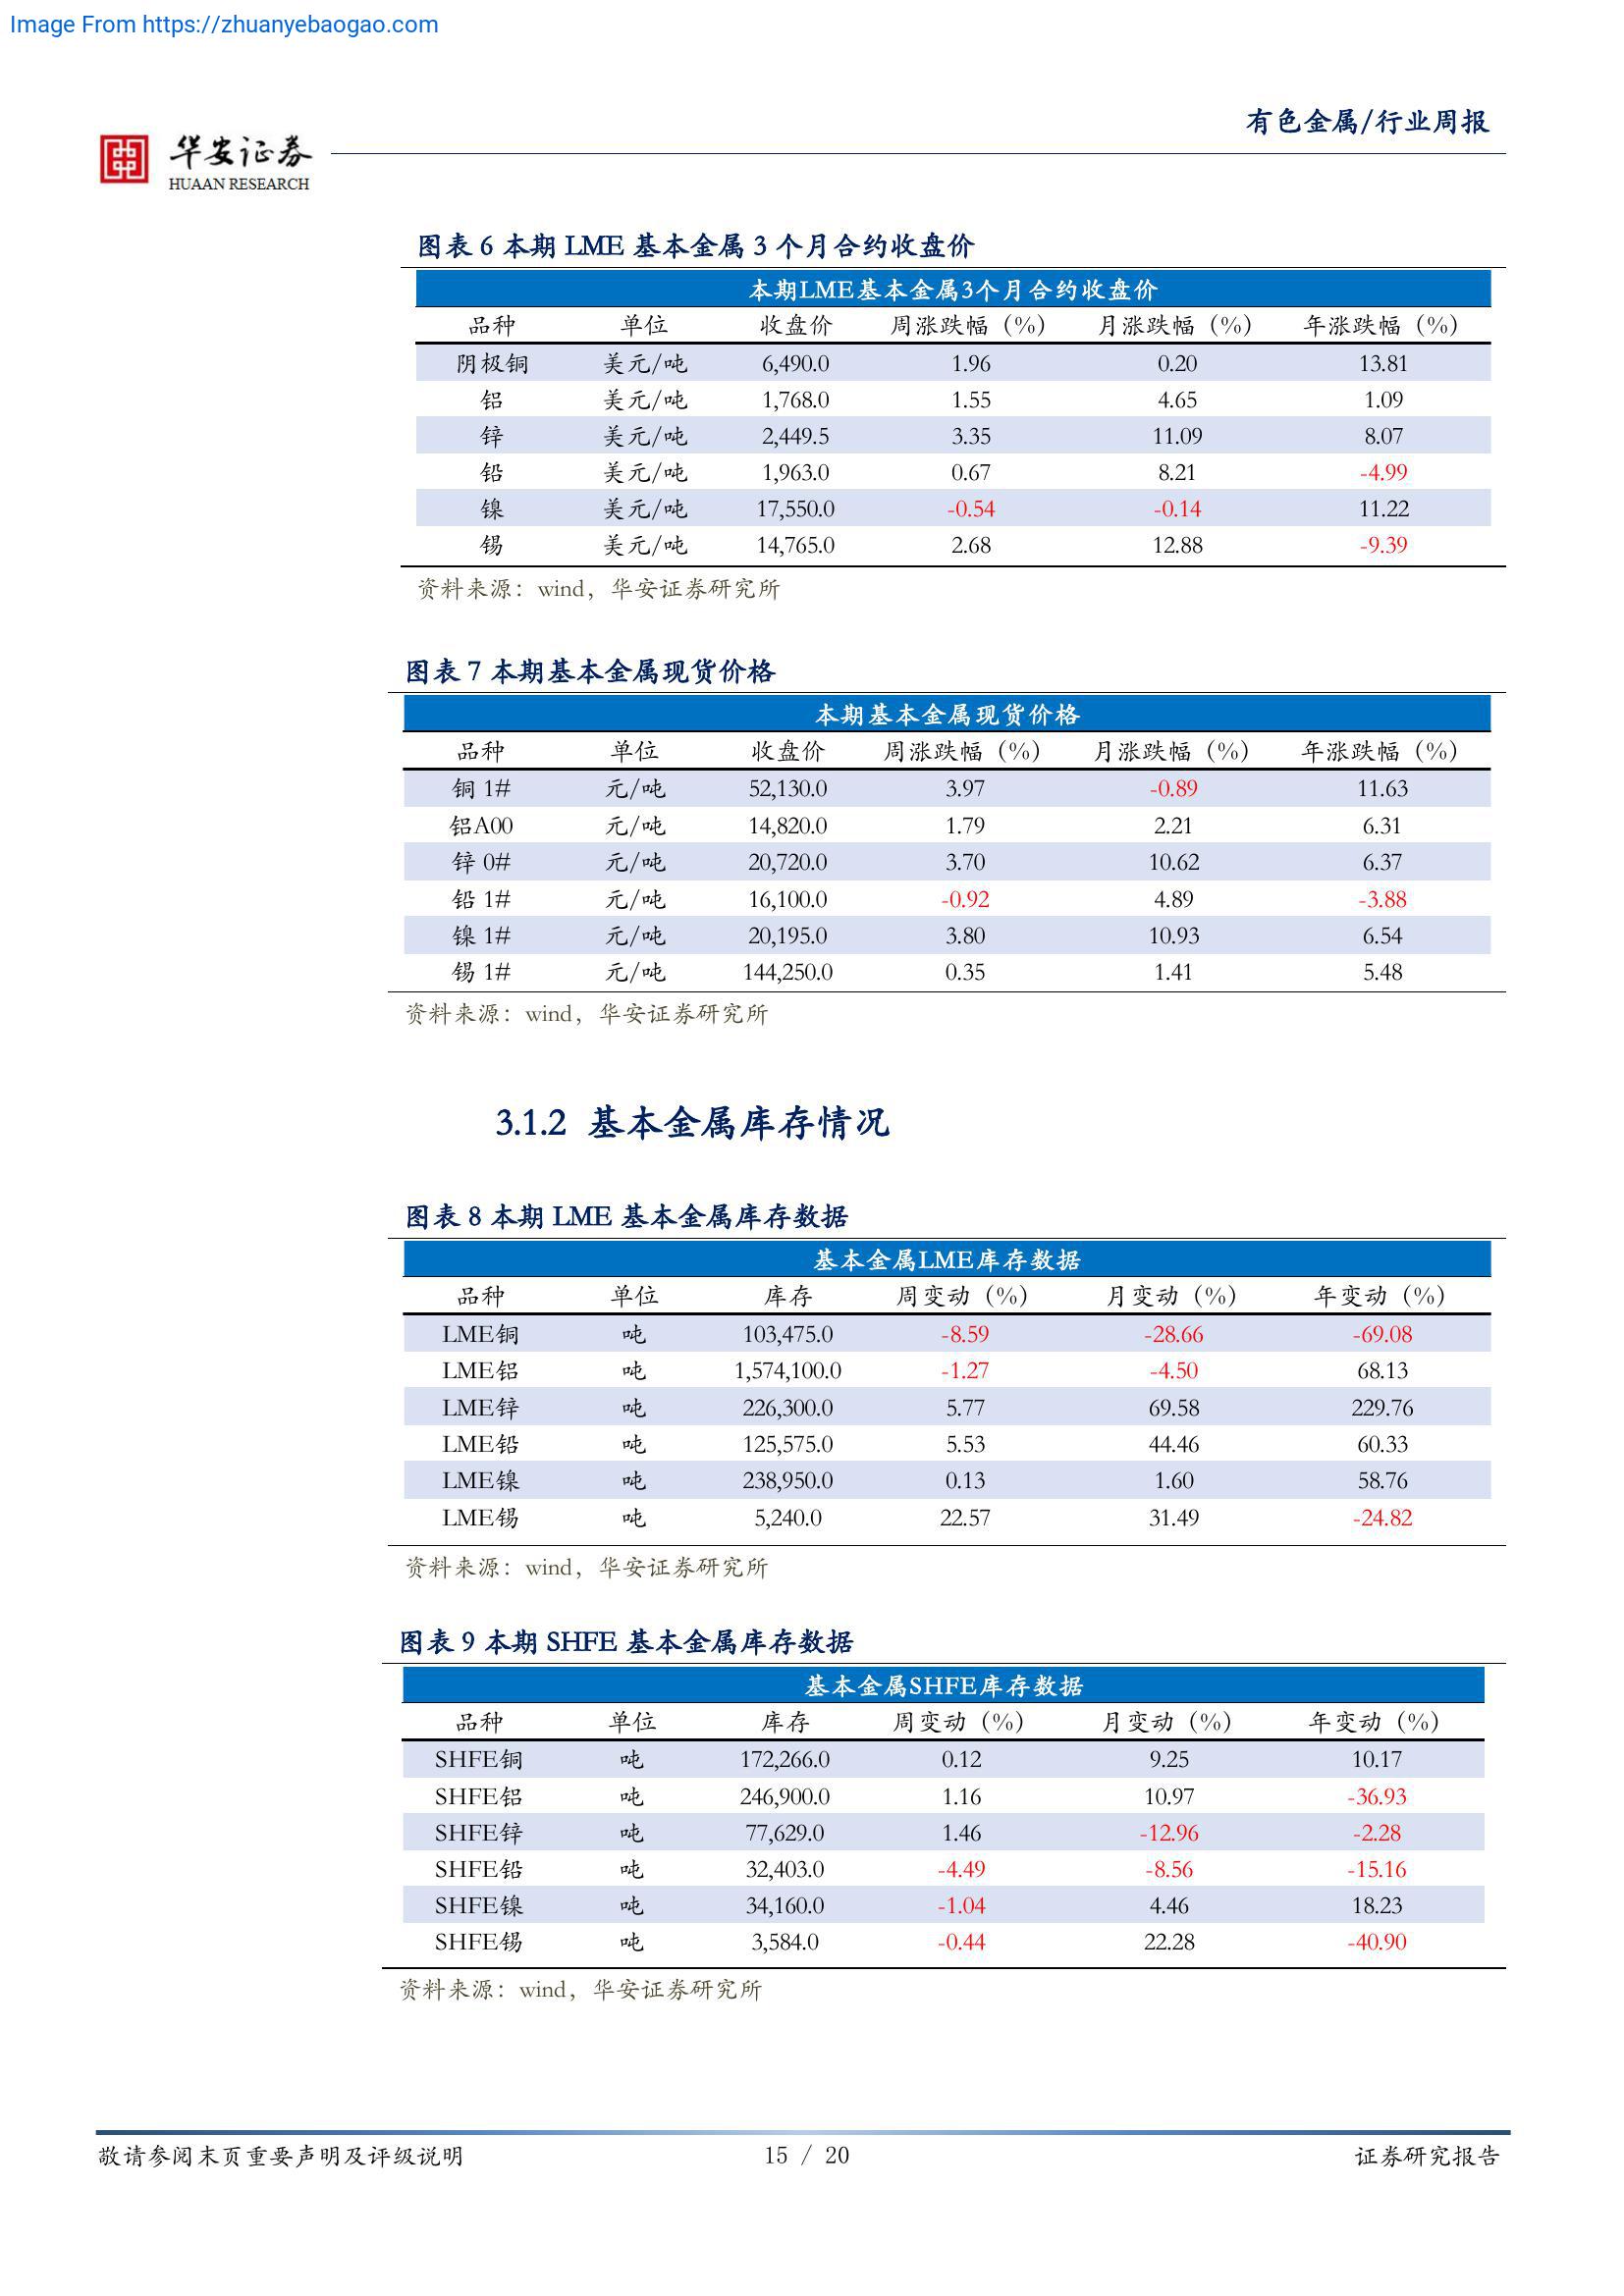 Image From https://zhuanyebaogao.com
有色金属/行业周报
华安证券
HUAAN RESEARCH
图表 6 本期 LME 基本金属 3 个月合约收盘价
本期LME基本金属3个月合约收盘价
品种 单位 收盘价 周涨跌幅（%） 月涨跌幅（%） 年涨跌幅（%）
阴极铜 美元/吨 6,490.0 1.96 0.20 13.81
铝 美元/吨 1,768.0 1.55 4.65 1.09
锌 美元/吨 2,449.5 3.35 11.09 8.07
铅 美元/吨 1,963.0 0.67 8.21 -4.99
镍 美元/吨 17,550.0 -0.54 -0.14 11.22
锡 美元/吨 14,765.0 2.68 12.88 -9.39
资料来源：wind，华安证券研究所
图表 7 本期基本金属现货价格
本期基本金属现货价格
品种 单位 收盘价 周涨跌幅（%） 月涨跌幅（%） 年涨跌幅（%）
铜 1# 元/吨 52,130.0 3.97 -0.89 11.63
铝A00 元/吨 14,820.0 1.79 2.21 6.31
锌 0# 元/吨 20,720.0 3.70 10.62 6.37
铅 1# 元/吨 16,100.0 -0.92 4.89 -3.88
镍 1# 元/吨 20,195.0 3.80 10.93 6.54
锡 1# 元/吨 144,250.0 0.35 1.41 5.48
资料来源：wind，华安证券研究所
3.1.2 基本金属库存情况
图表 8 本期 LME 基本金属库存数据
基本金属LME库存数据
品种 单位 库存 周变动（%） 月变动（%） 年变动（%）
LME铜 吨 103,475.0 -8.59 -28.66 -69.08
LME铝 吨 1,574,100.0 -1.27 -4.50 68.13
LME锌 吨 226,300.0 5.77 69.58 229.76
LME铅 吨 125,575.0 5.53 44.46 60.33
LME镍 吨 238,950.0 0.13 1.60 58.76
LME锡 吨 5,240.0 22.57 31.49 -24.82
资料来源：wind，华安证券研究所
图表 9 本期 SHFE 基本金属库存数据
基本金属SHFE库存数据
品种 单位 库存 周变动（%） 月变动（%） 年变动（%）
SHFE铜 吨 172,266.0 0.12 9.25 10.17
SHFE铝 吨 246,900.0 1.16 10.97 -36.93
SHFE锌 吨 77,629.0 1.46 -12.96 -2.28
SHFE铅 吨 32,403.0 -4.49 -8.56 -15.16
SHFE镍 吨 34,160.0 -1.04 4.46 18.23
SHFE锡 吨 3,584.0 -0.44 22.28 -40.90
资料来源：wind，华安证券研究所
敬请参阅末页重要声明及评级说明 15 / 20 证券研究报告